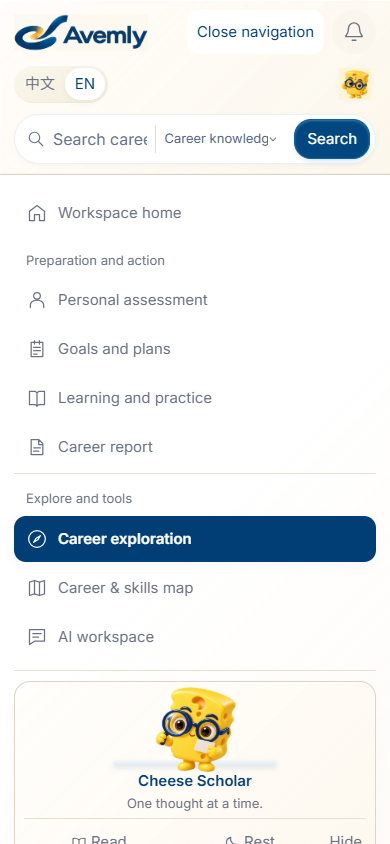 Avemly
Close navigation
中文 EN
Search caree
Career knowledg
Search
Workspace home
Preparation and action
Personal assessment
Goals and plans
Learning and practice
Career report
Explore and tools
Career exploration
Career & skills map
AI workspace
Cheese Scholar
One thought at a time.
Read Rest Hide